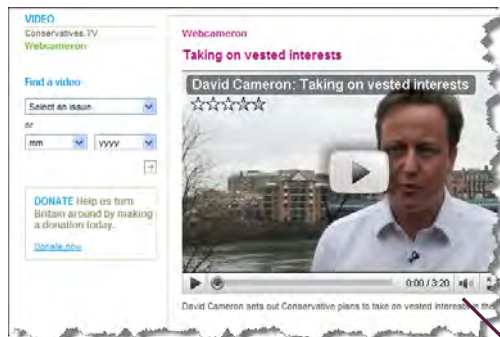 VIDEO
Conservatives.TV
Webcameron
Find a video
Select an issue
or
mm
yyyy
DONATE Help us turn
Britain around by making
a donation today.
Donate now
Webcameron
Taking on vested interests
David Cameron: Taking on vested interests
0:00 / 3:20
David Cameron sets out Conservative plans to take on vested interests in the